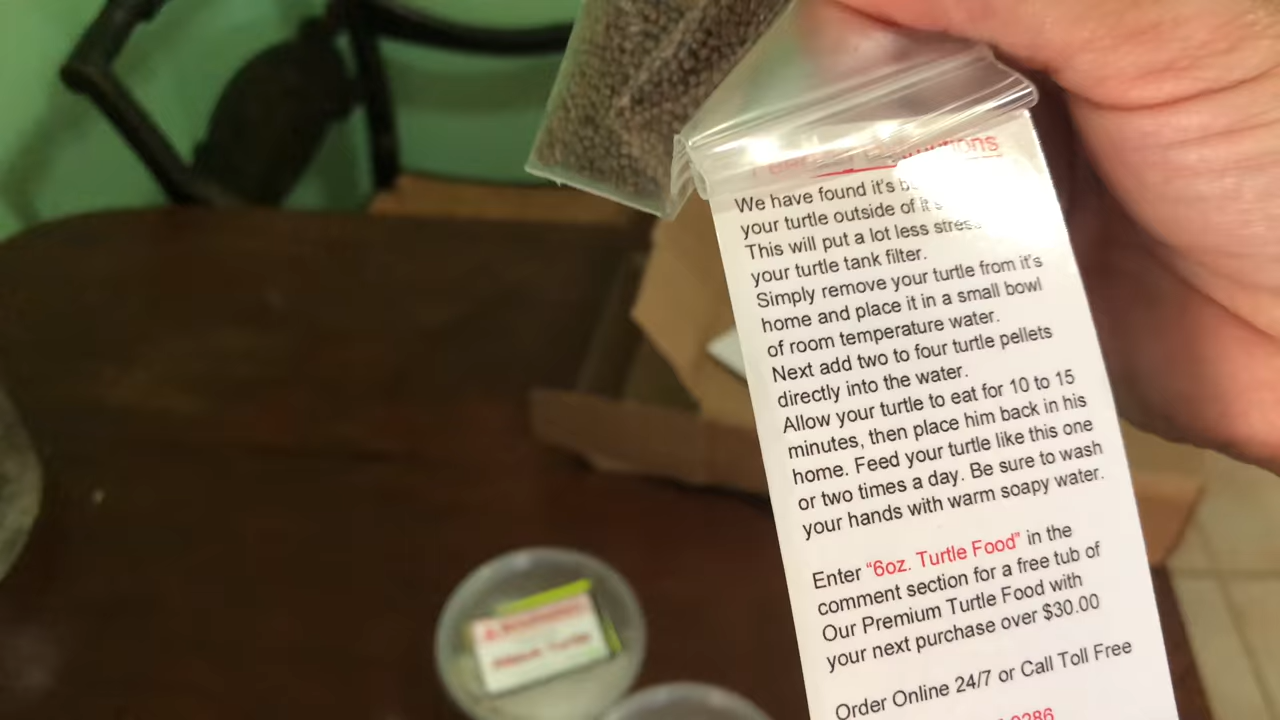 We have found it's
your turtle outside of it's
This will put a lot less stress
your turtle tank filter.
Simply remove your turtle from it's
home and place it in a small bowl
of room temperature water.
Next add two to four turtle pellets
directly into the water.
Allow your turtle to eat for 10 to 15
minutes, then place him back in his
home. Feed your turtle like this one
or two times a day. Be sure to wash
your hands with warm soapy water.
Enter “6oz. Turtle Food” in the
comment section for a free tub of
Our Premium Turtle Food with
your next purchase over $30.00
Order Online 24/7 or Call Toll Free